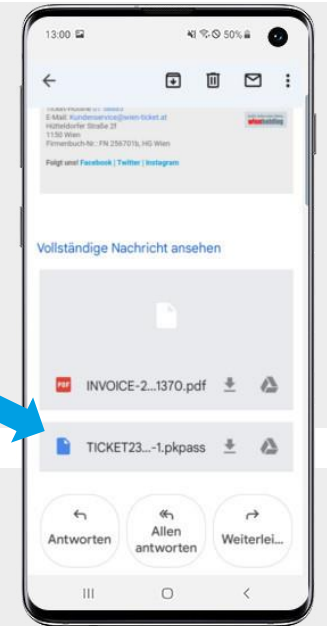 13:00 50%
E-Mail: Kundenservice@wien-ticket.at
Hütteldorfer Straße 2f
1150 Wien
Firmenbuch-Nr.: FN 256701b, HG Wien
Folgt uns! Facebook | Twitter | Instagram
Vollständige Nachricht ansehen
PDF INVOICE-2...1370.pdf
TICKET23...-1.pkpass
Antworten
Allen antworten
Weiterlei...